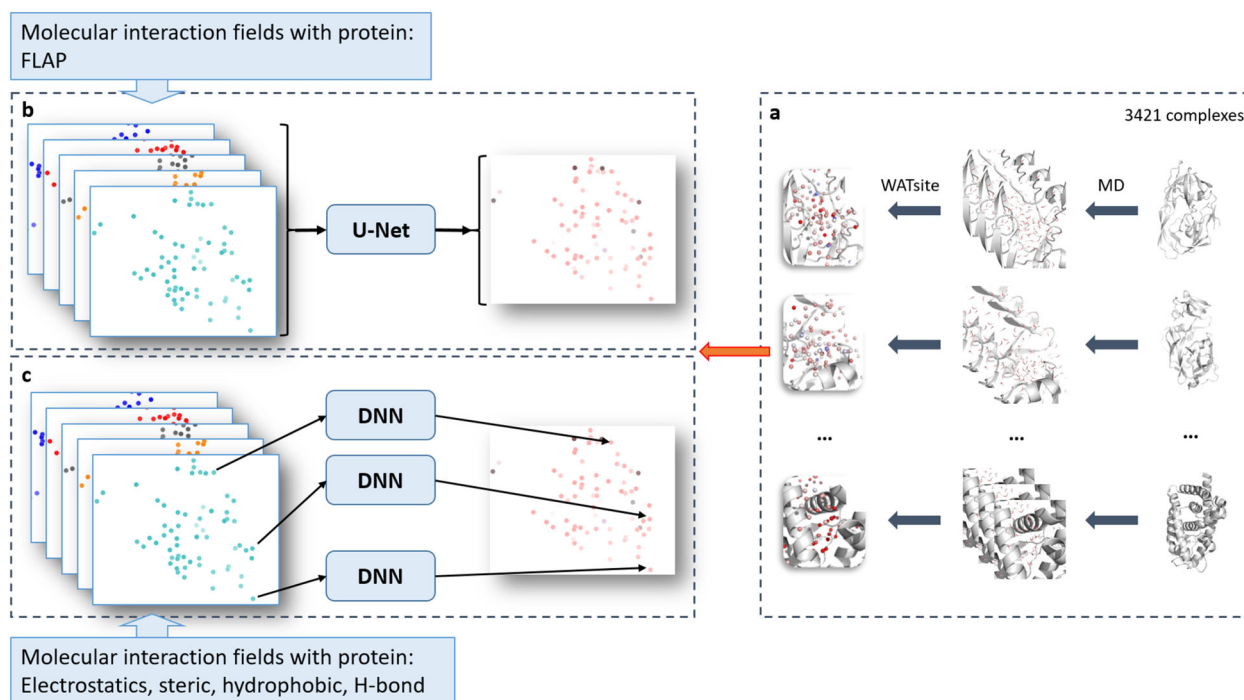 Molecular interaction fields with protein:
FLAP
b
U-Net
a
3421 complexes
WATsite
MD
...
...
...
c
DNN
DNN
DNN
Molecular interaction fields with protein:
Electrostatics, steric, hydrophobic, H-bond